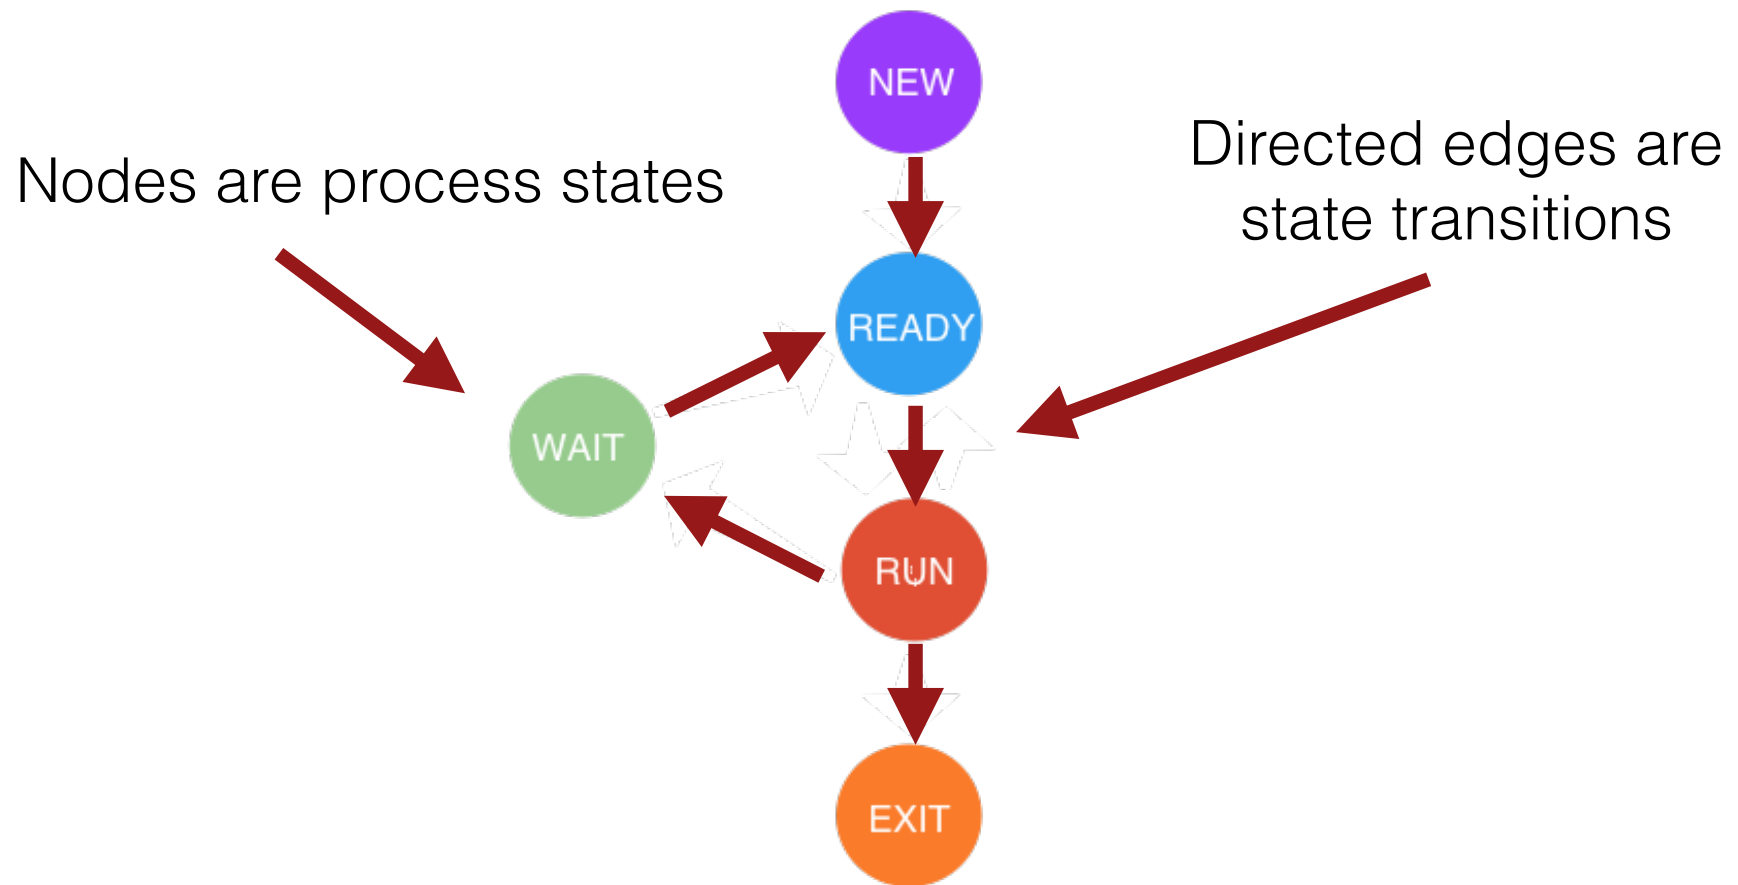 NEW
Nodes are process states
Directed edges are
state transitions
READY
WAIT
RUN
EXIT